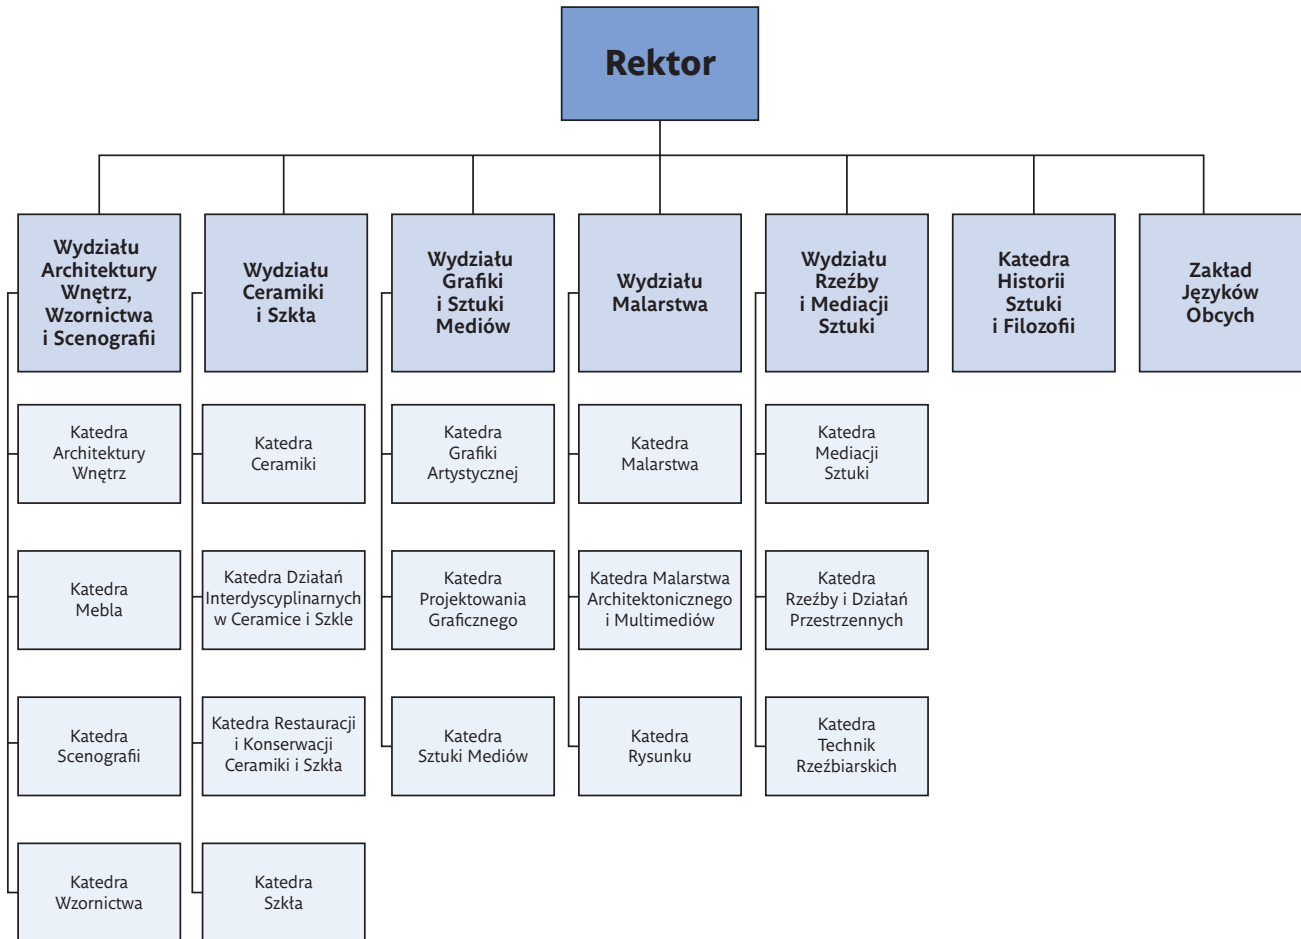 Rektor
Wydziału
Architektury
Wnętrz,
Wzornictwa
i Scenografii
Wydziału
Ceramiki
i Szkła
Wydziału
Grafiki
i Sztuki
Mediów
Wydziału
Malarstwa
Wydziału
Rzeźby
i Mediacji
Sztuki
Katedra
Historii
Sztuki
i Filozofii
Zakład
Języków
Obcych
Katedra
Architektury
Wnętrz
Katedra
Ceramiki
Katedra
Grafiki
Artystycznej
Katedra
Malarstwa
Katedra
Mediacji
Sztuki
Katedra
Mebla
Katedra Działań
Interdyscyplinarnych
w Ceramice i Szkle
Katedra
Projektowania
Graficznego
Katedra Malarstwa
Architektonicznego
i Multimediów
Katedra
Rzeźby i Działań
Przestrzennych
Katedra
Scenografii
Katedra Restauracji
i Konserwacji
Ceramiki i Szkła
Katedra
Sztuki Mediów
Katedra
Rysunku
Katedra
Technik
Rzeźbiarskich
Katedra
Wzornictwa
Katedra
Szkła